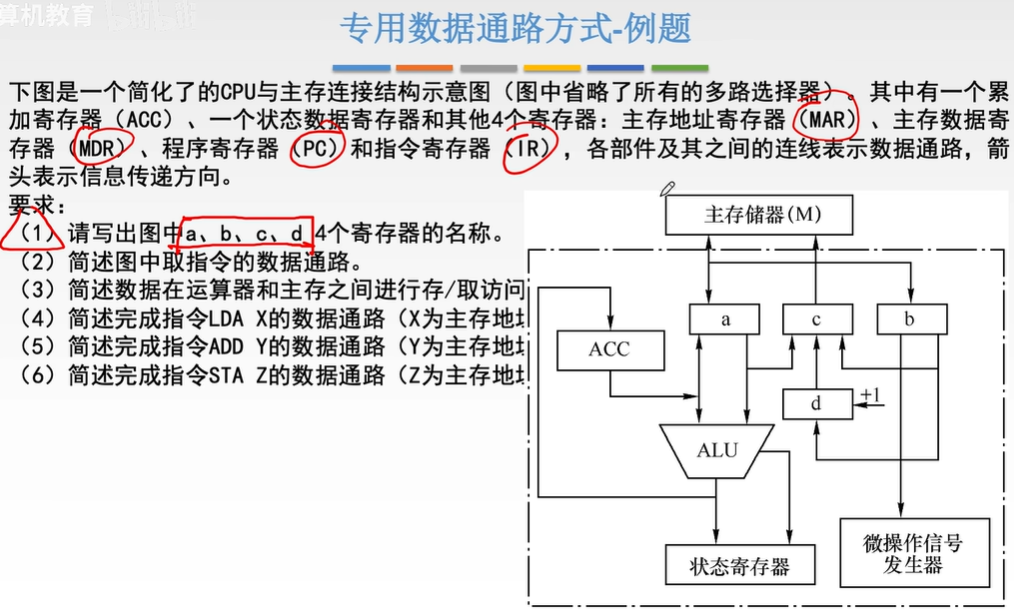 算机教育
专用数据通路方式-例题
下图是一个简化了的CPU与主存连接结构示意图（图中省略了所有的多路选择器）。其中有一个累
加寄存器（ACC）、一个状态数据寄存器和其他4个寄存器：主存地址寄存器（MAR）、主存数据寄
存器（MDR）、程序寄存器（PC）和指令寄存器（IR），各部件及其之间的连线表示数据通路，箭
头表示信息传递方向。
要求：
（1）请写出图中a、b、c、d 4个寄存器的名称。
（2）简述图中取指令的数据通路。
（3）简述数据在运算器和主存之间进行存/取访问
（4）简述完成指令LDA X的数据通路（X为主存地
（5）简述完成指令ADD Y的数据通路（Y为主存地
（6）简述完成指令STA Z的数据通路（Z为主存地
主存储器(M)
a
c
b
ACC
d
+1
ALU
状态寄存器
微操作信号
发生器